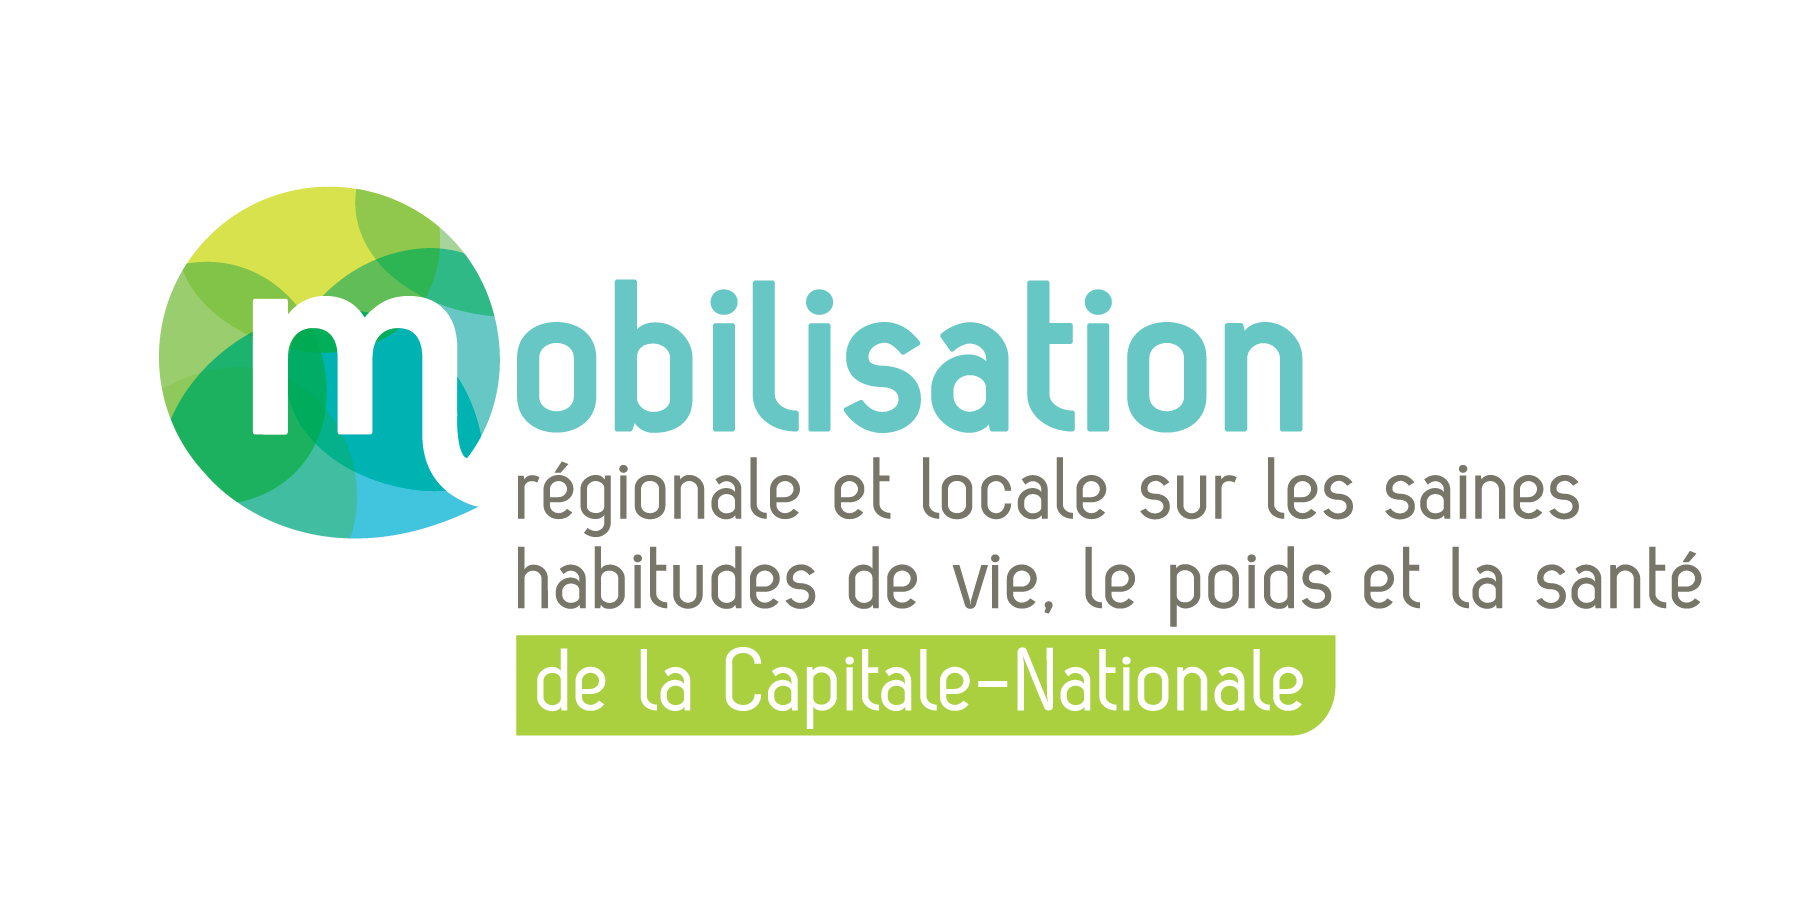 mobilisation
régionale et locale sur les saines
habitudes de vie, le poids et la santé
de la Capitale-Nationale